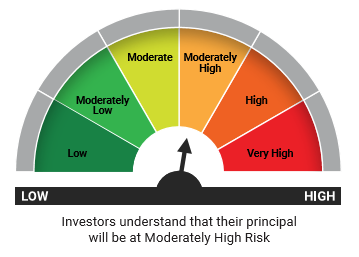 Moderate
Moderately
High
Moderately
Low
High
Low
Very High
LOW
HIGH
Investors understand that their principal
will be at Moderately High Risk